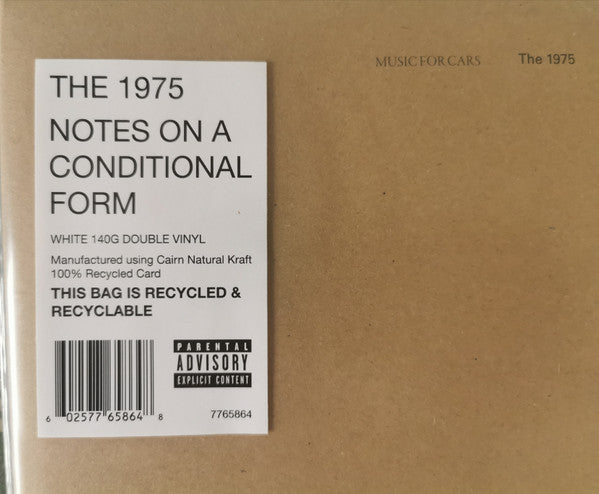 MUSIC FOR CARS The 1975
THE 1975
NOTES ON A
CONDITIONAL
FORM
WHITE 140G DOUBLE VINYL
Manufactured using Cairn Natural Kraft
100% Recycled Card
THIS BAG IS RECYCLED &
RECYCLABLE
PARENTAL
ADVISORY
EXPLICIT CONTENT
6 02577 65864 8
7765864